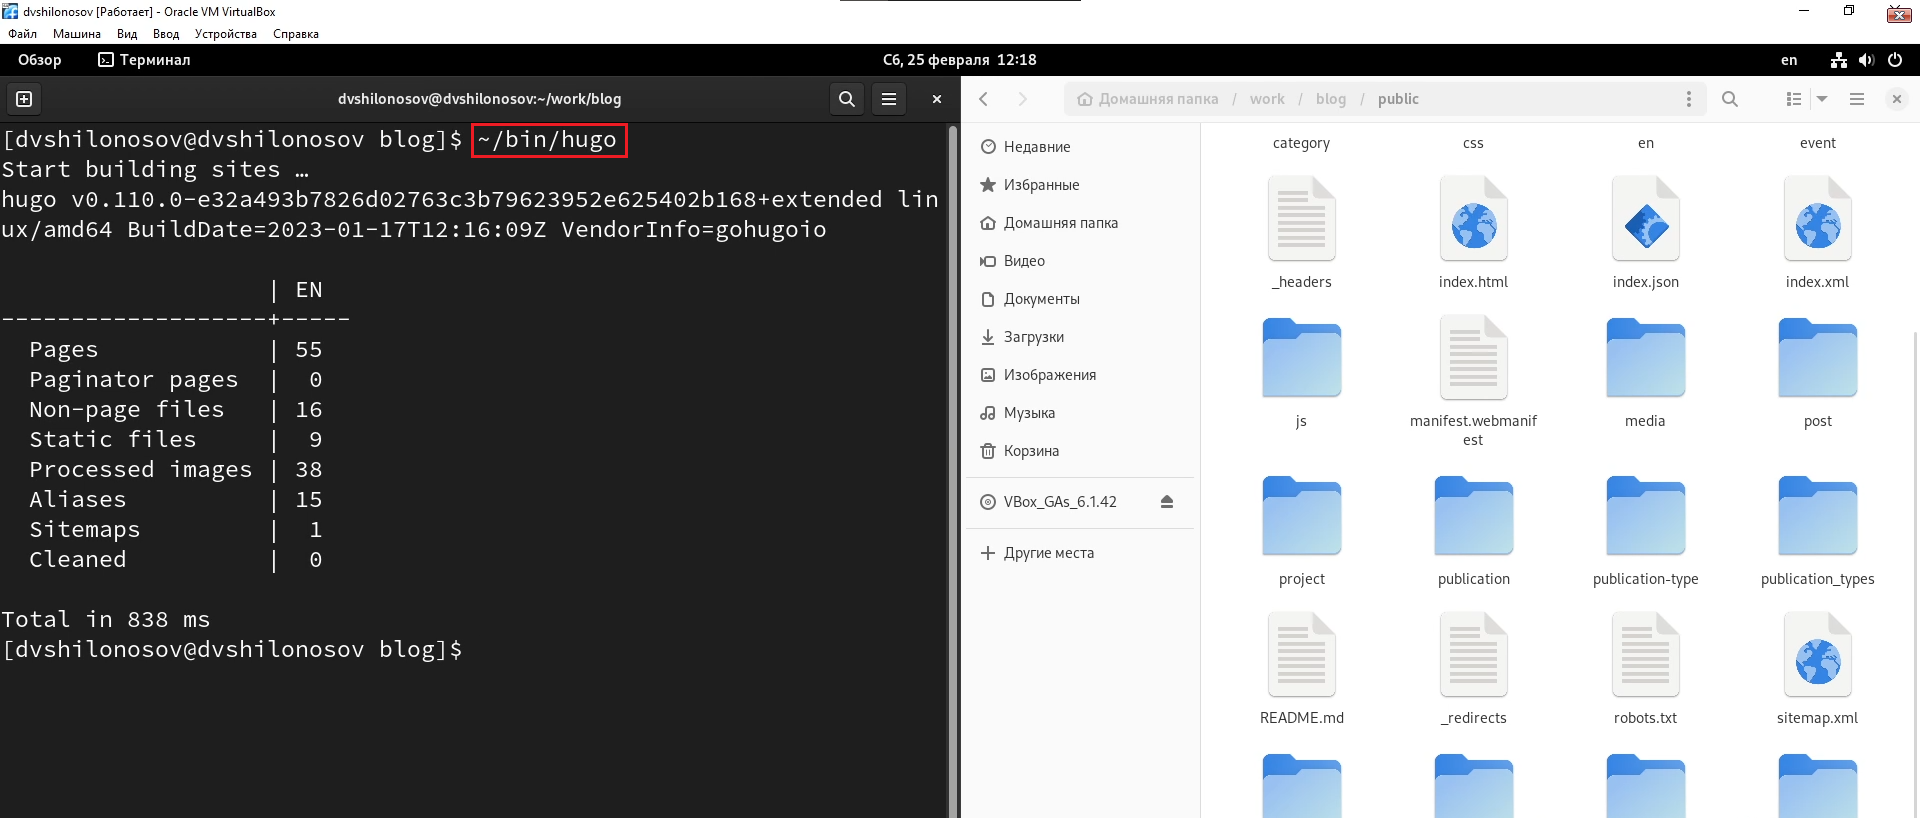 dvshilonosov [Работает] - Oracle VM VirtualBox
Файл Машина Вид Ввод Устройства Справка
Обзор Терминал Сб, 25 февраля 12:18 en
dvshilonosov@dvshilonosov:~/work/blog
[dvshilonosov@dvshilonosov blog]$ ~/bin/hugo
Start building sites …
hugo v0.110.0-e32a493b7826d02763c3b79623952e625402b168+extended lin
ux/amd64 BuildDate=2023-01-17T12:16:09Z VendorInfo=gohugoio
| EN
-------------------+-----
Pages | 55
Paginator pages | 0
Non-page files | 16
Static files | 9
Processed images | 38
Aliases | 15
Sitemaps | 1
Cleaned | 0
Total in 838 ms
[dvshilonosov@dvshilonosov blog]$
Домашняя папка / work / blog / public
Недавние
Избранные
Домашняя папка
Видео
Документы
Загрузки
Изображения
Музыка
Корзина
VBox_GAs_6.1.42
Другие места
category css en event
_headers index.html index.json index.xml
js manifest.webmanif
est media post
project publication publication-type publication_types
README.md _redirects robots.txt sitemap.xml